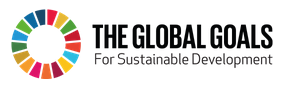 THE GLOBAL GOALS
For Sustainable Development